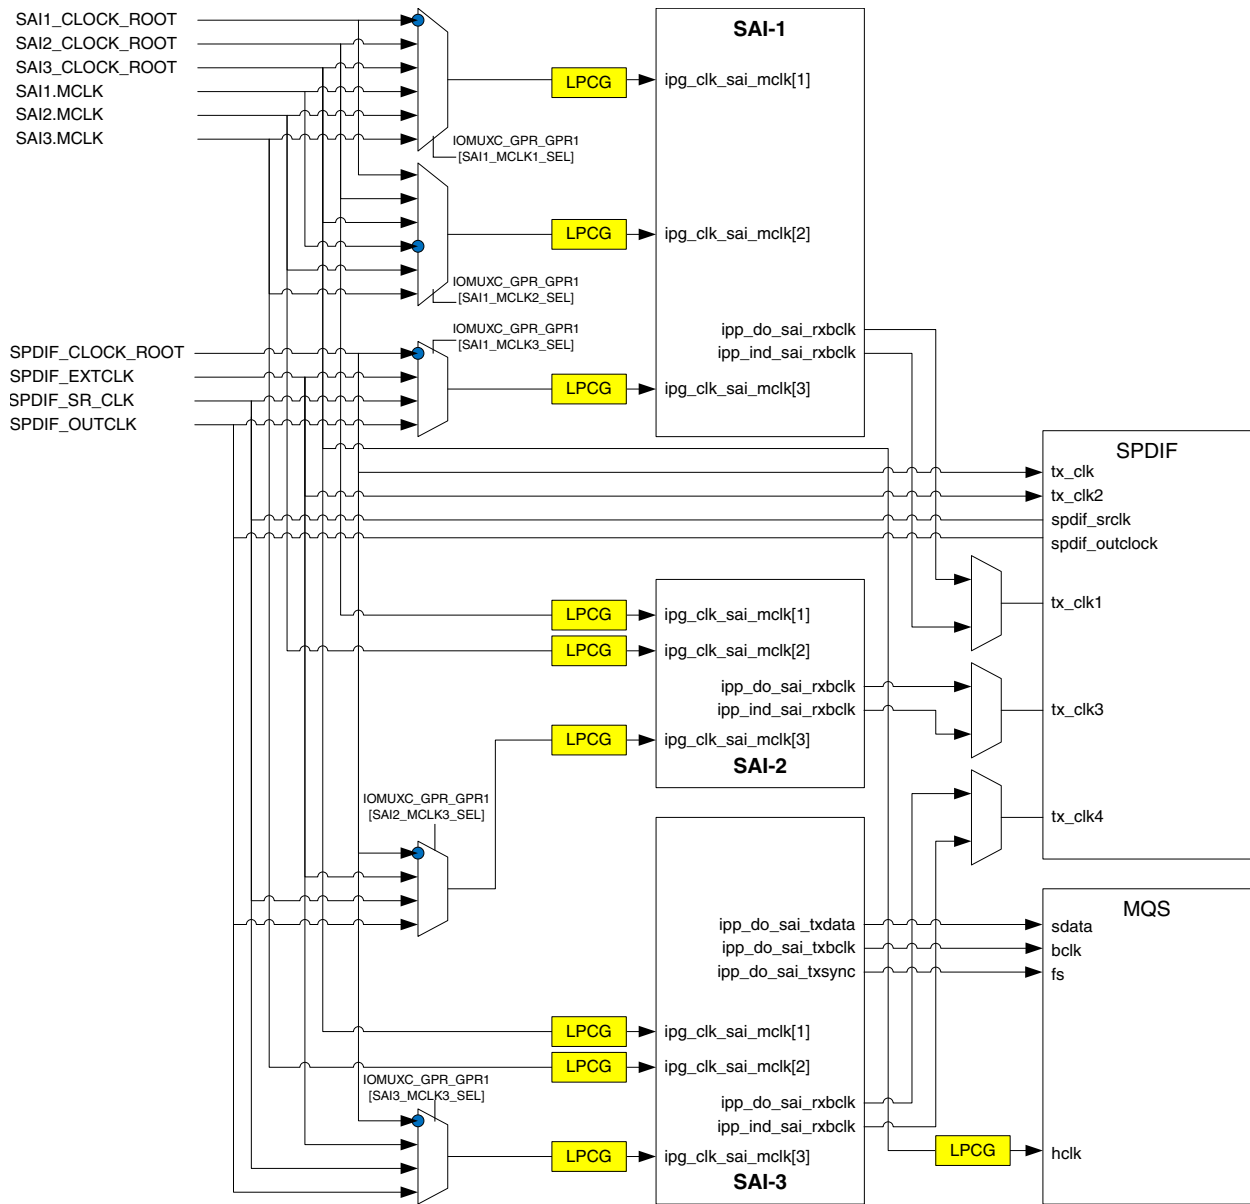 SAI1_CLOCK_ROOT
SAI2_CLOCK_ROOT
SAI3_CLOCK_ROOT
SAI1.MCLK
SAI2.MCLK
SAI3.MCLK
IOMUXC_GPR_GPR1
[SAI1_MCLK1_SEL]
LPCG
SAI-1
ipg_clk_sai_mclk[1]
IOMUXC_GPR_GPR1
[SAI1_MCLK2_SEL]
LPCG
ipg_clk_sai_mclk[2]
SPDIF_CLOCK_ROOT
SPDIF_EXTCLK
SPDIF_SR_CLK
SPDIF_OUTCLK
IOMUXC_GPR_GPR1
[SAI1_MCLK3_SEL]
LPCG
ipp_do_sai_rxbclk
ipp_ind_sai_rxbclk
ipg_clk_sai_mclk[3]
SPDIF
tx_clk
tx_clk2
spdif_srclk
spdif_outclock
tx_clk1
tx_clk3
tx_clk4
LPCG
ipg_clk_sai_mclk[1]
LPCG
ipg_clk_sai_mclk[2]
ipp_do_sai_rxbclk
ipp_ind_sai_rxbclk
LPCG
ipg_clk_sai_mclk[3]
SAI-2
IOMUXC_GPR_GPR1
[SAI2_MCLK3_SEL]
ipp_do_sai_txdata
ipp_do_sai_txbclk
ipp_do_sai_txsync
MQS
sdata
bclk
fs
LPCG
ipg_clk_sai_mclk[1]
LPCG
ipg_clk_sai_mclk[2]
IOMUXC_GPR_GPR1
[SAI3_MCLK3_SEL]
ipp_do_sai_rxbclk
ipp_ind_sai_rxbclk
LPCG
ipg_clk_sai_mclk[3]
SAI-3
LPCG
hclk